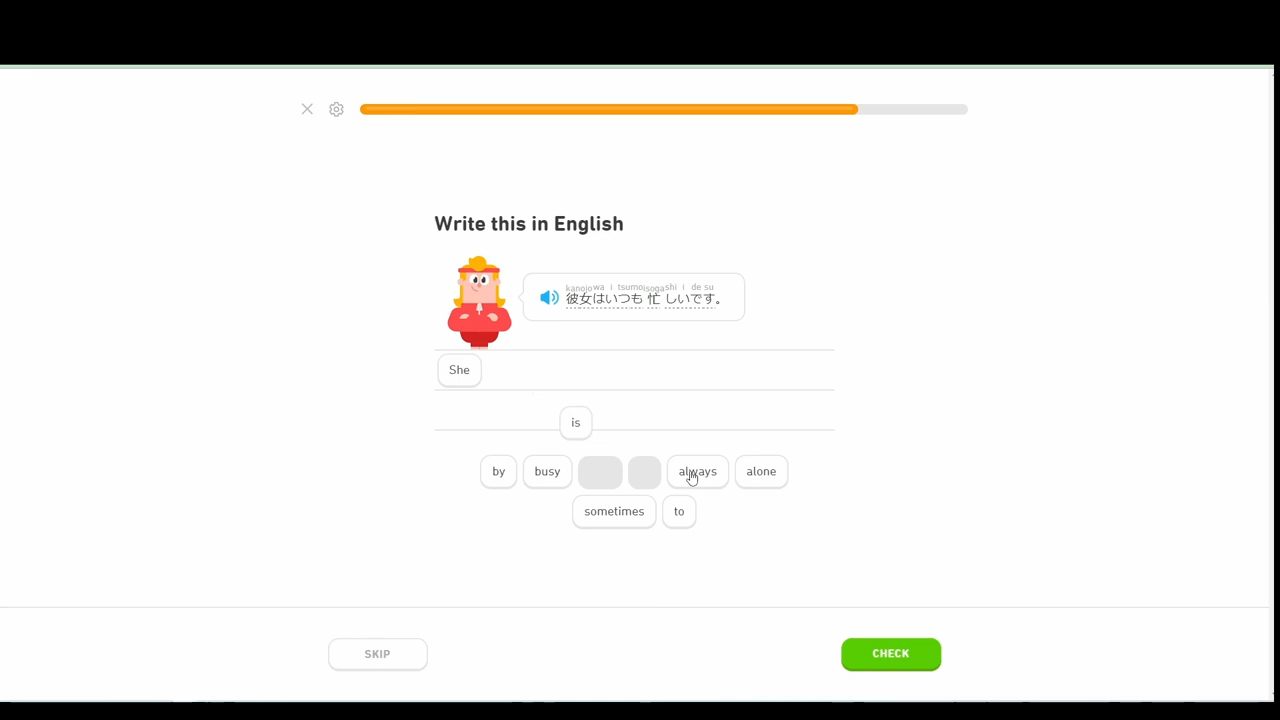 Write this in English
kanojo wa i tsumo isoga shi i de su
彼女はいつも忙しいです。
She
is
by busy always alone
sometimes to
SKIP CHECK